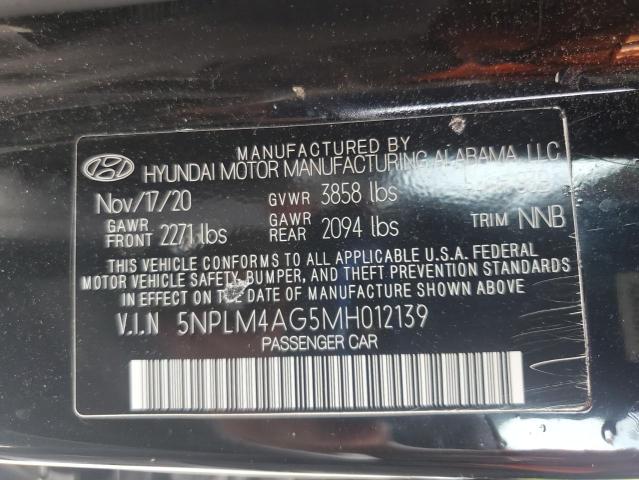 MANUFACTURED BY
HYUNDAI MOTOR MANUFACTURING ALABAMA, LLC
Nov/17/20 GVWR 3858 lbs
GAWR FRONT 2271 lbs GAWR REAR 2094 lbs TRIM NNB
THIS VEHICLE CONFORMS TO ALL APPLICABLE U.S.A. FEDERAL
MOTOR VEHICLE SAFETY, BUMPER, AND THEFT PREVENTION STANDARDS
IN EFFECT ON THE DATE OF MANUFACTURE SHOWN ABOVE
V.I.N 5NPLM4AG5MH012139
PASSENGER CAR